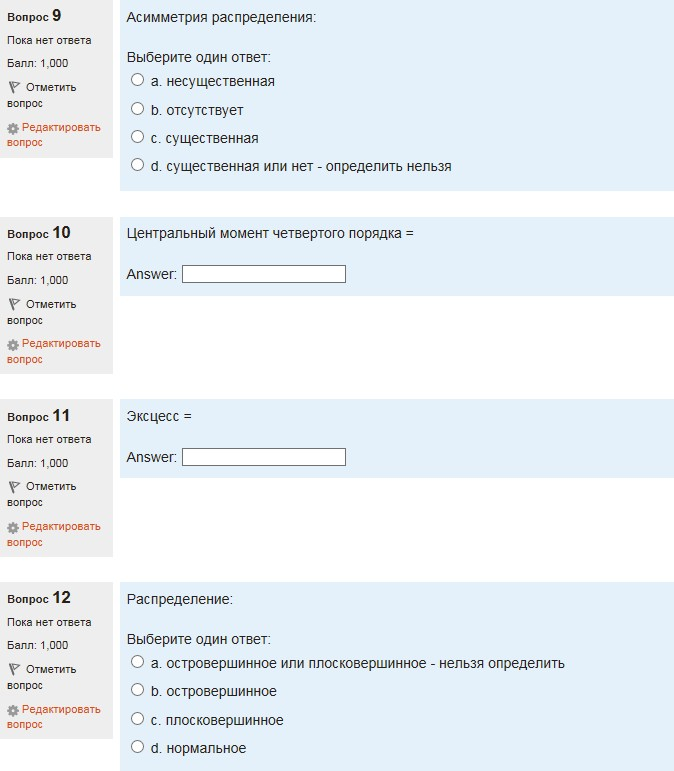 Вопрос 9
Пока нет ответа
Балл: 1,000
Отметить
вопрос
Редактировать
вопрос
Асимметрия распределения:
Выберите один ответ:
a. несущественная
b. отсутствует
c. существенная
d. существенная или нет - определить нельзя
Вопрос 10
Пока нет ответа
Балл: 1,000
Отметить
вопрос
Редактировать
вопрос
Центральный момент четвертого порядка =
Answer:
Вопрос 11
Пока нет ответа
Балл: 1,000
Отметить
вопрос
Редактировать
вопрос
Эксцесс =
Answer:
Вопрос 12
Пока нет ответа
Балл: 1,000
Отметить
вопрос
Редактировать
вопрос
Распределение:
Выберите один ответ:
a. островершинное или плосковершинное - нельзя определить
b. островершинное
c. плосковершинное
d. нормальное